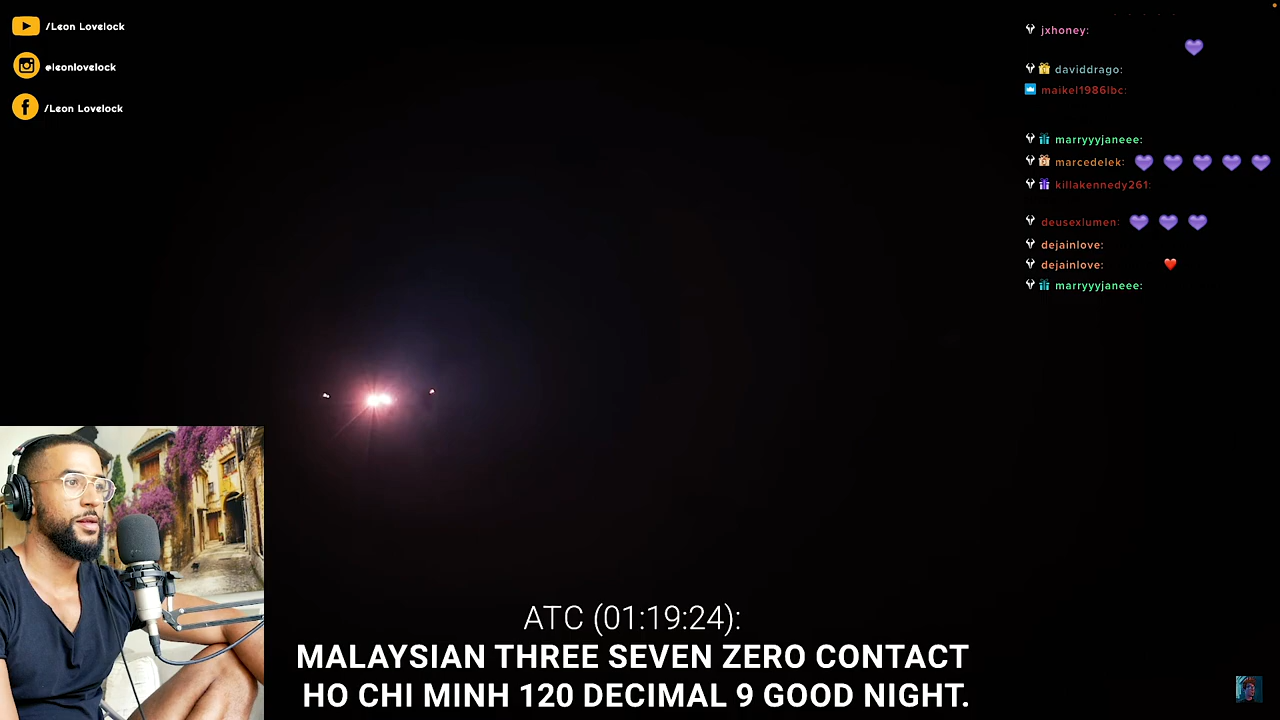 /Leon Lovelock
@leonlovelock
/Leon Lovelock
jxhoney:
daviddrago:
maikel1986lbc:
marryyyjaneee:
marcedelek:
killakennedy261:
deusexlumen:
dejainlove:
dejainlove:
marryyyjaneee:
ATC (01:19:24):
MALAYSIAN THREE SEVEN ZERO CONTACT
HO CHI MINH 120 DECIMAL 9 GOOD NIGHT.